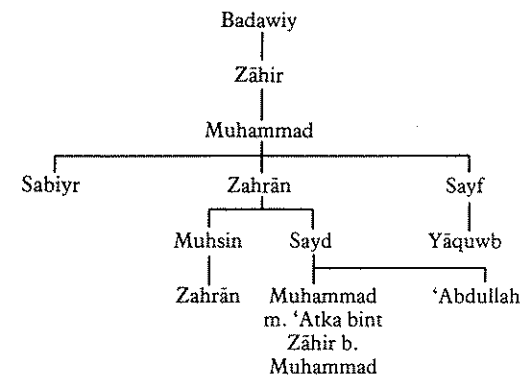 Badawiy
Zāhir
Muhammad
Sabiyr Zahrān Sayf
Muhsin Sayd Yāquwb
Zahrān Muhammad ‘Abdullah
m. ‘Atka bint
Zāhir b.
Muhammad